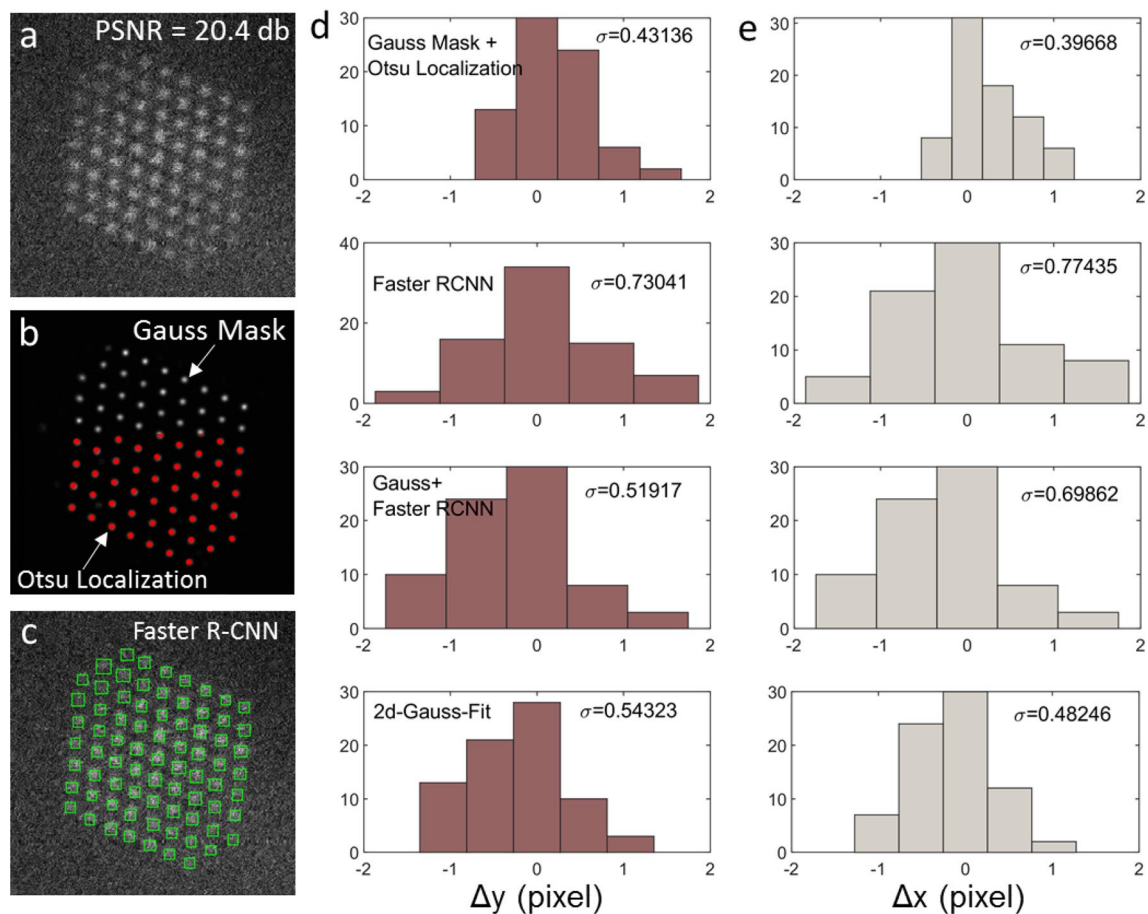 a
PSNR = 20.4 db
b
Gauss Mask
Otsu Localization
c
Faster R-CNN
d
30
20
10
0
Gauss Mask +
Otsu Localization
σ=0.43136
-2 -1 0 1 2
40
20
0
Faster RCNN
σ=0.73041
-2 -1 0 1 2
30
20
10
0
Gauss+
Faster RCNN
σ=0.51917
-2 -1 0 1 2
30
20
10
0
2d-Gauss-Fit
σ=0.54323
-2 -1 0 1 2
Δy (pixel)
e
30
20
10
0
σ=0.39668
-2 -1 0 1 2
30
20
10
0
σ=0.77435
-2 -1 0 1 2
30
20
10
0
σ=0.69862
-2 -1 0 1 2
30
20
10
0
σ=0.48246
-2 -1 0 1 2
Δx (pixel)